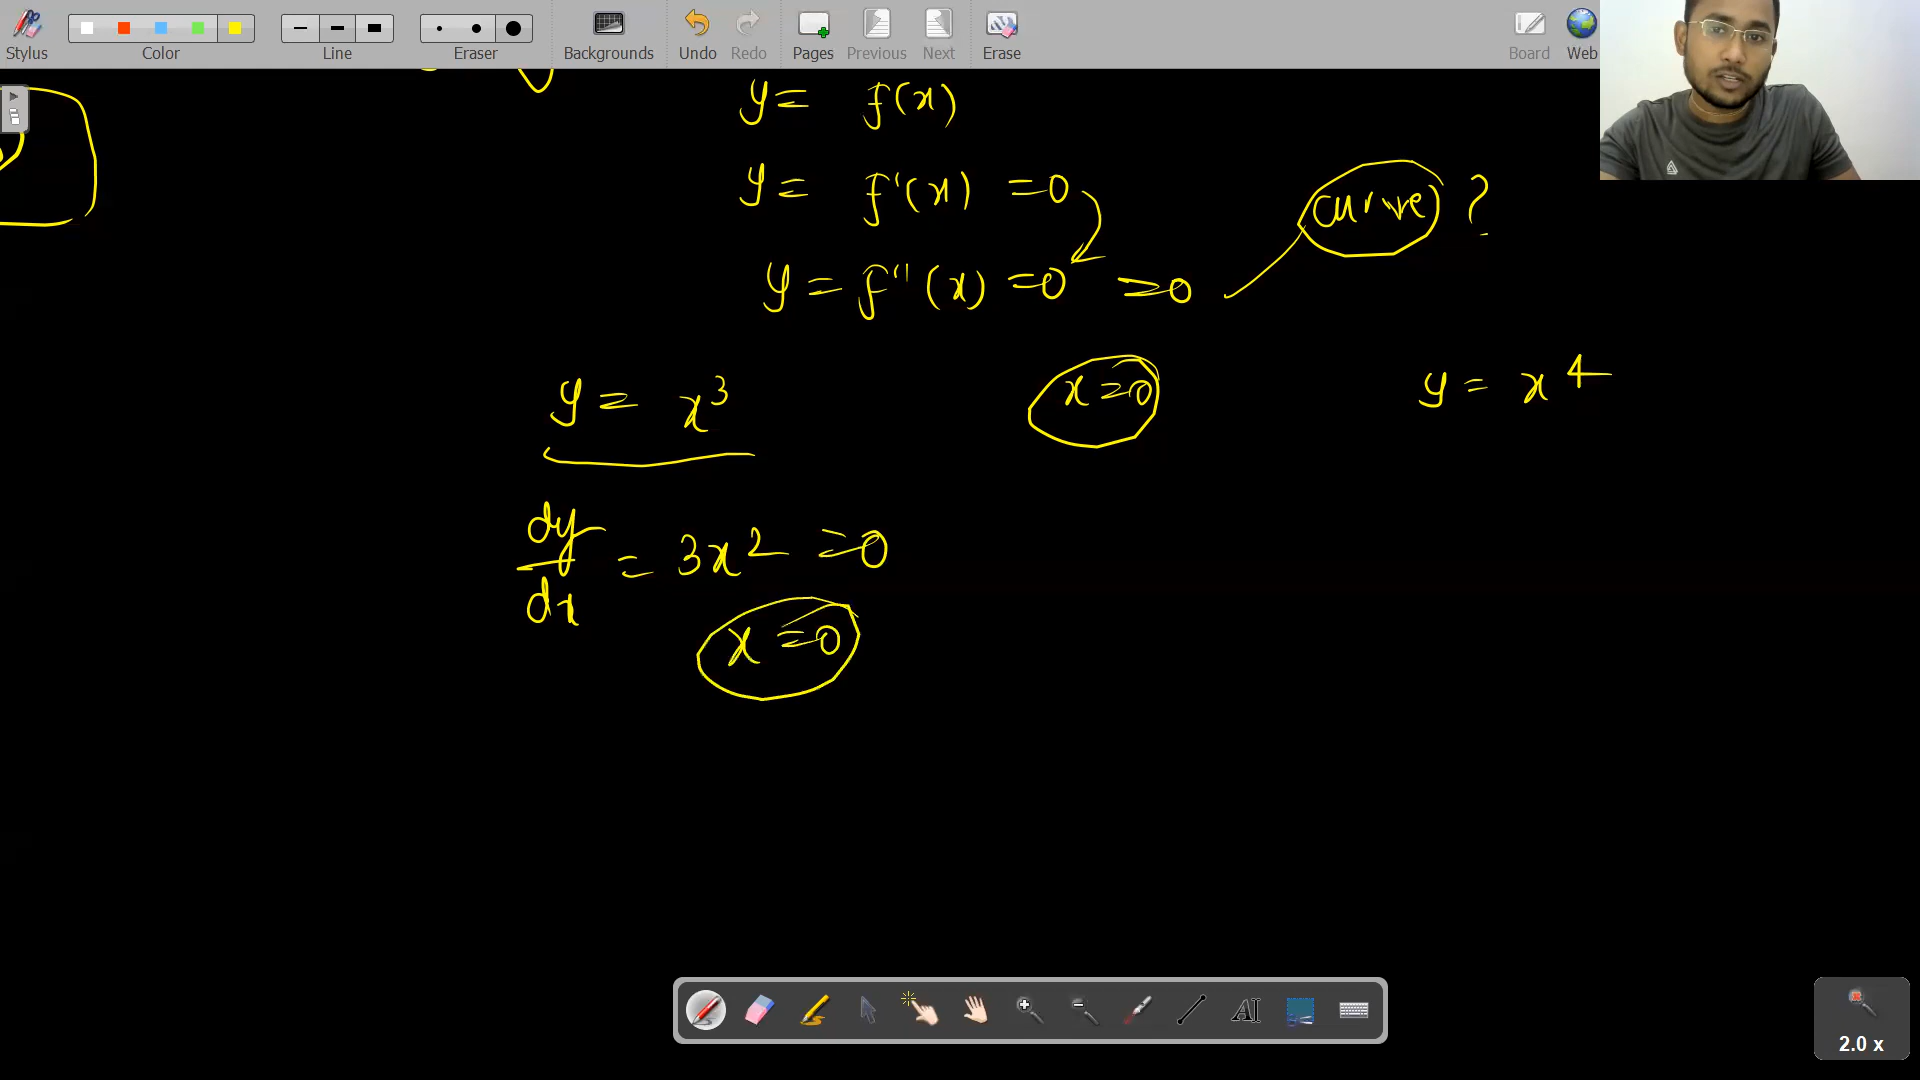 Stylus Color Line Eraser Backgrounds Undo Redo Pages Previous Next Erase Board Web
y = f(x)
y = f'(x) = 0
curve ?
y = f''(x) = 0 = 0
y = x³
x = 0
y = x⁴
dy/dx = 3x² = 0
x = 0
2.0 x